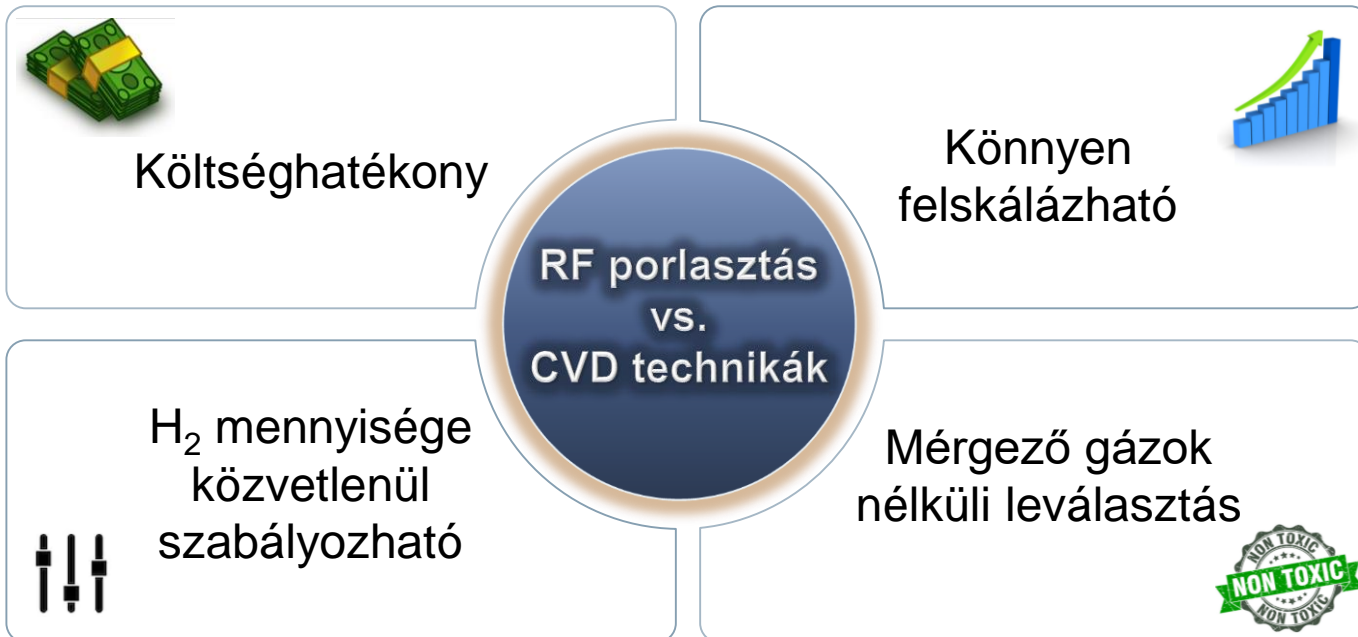 Költséghatékony
Könnyen
felskálázható
RF porlasztás
vs.
CVD technikák
H₂ mennyisége
közvetlenül
szabályozható
Mérgező gázok
nélküli leválasztás
NON TOXIC
NON TOXIC
NON TOXIC